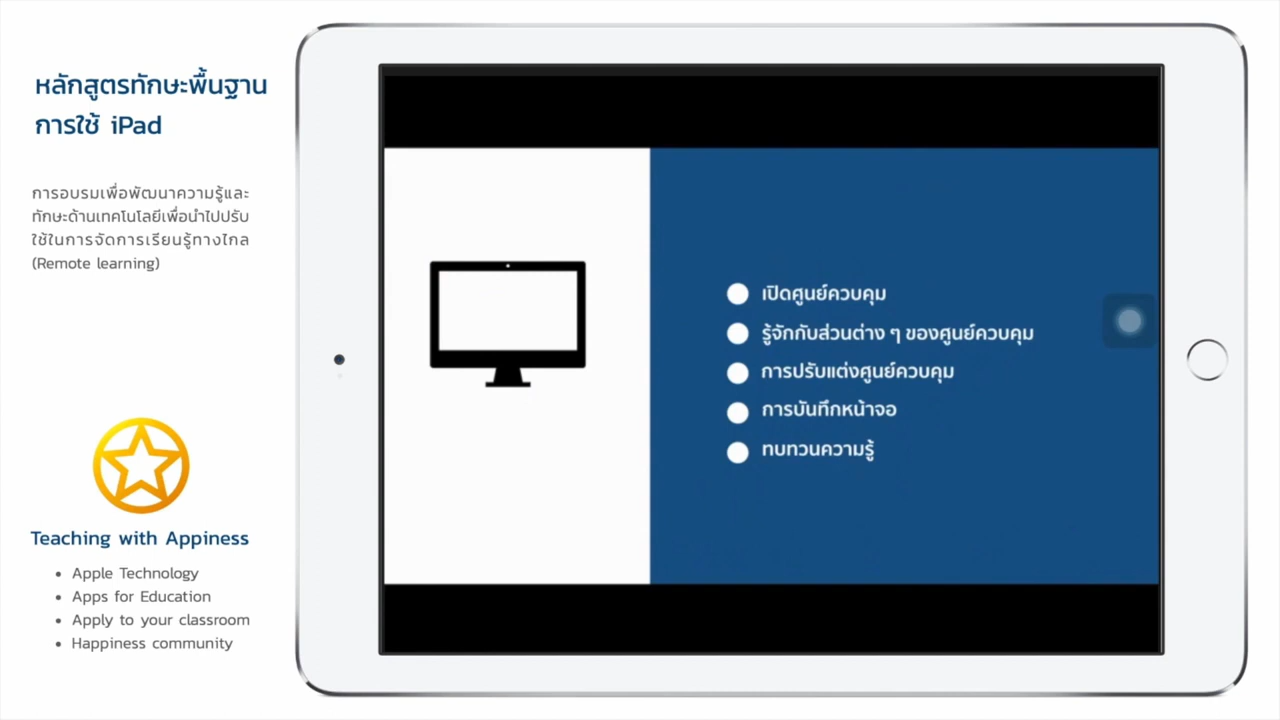 หลักสูตรทักษะพื้นฐาน
การใช้ iPad
การอบรมเพื่อพัฒนาความรู้และ
ทักษะด้านเทคโนโลยีเพื่อนำไปปรับ
ใช้ในการจัดการเรียนรู้ทางไกล
(Remote learning)
Teaching with Appiness
• Apple Technology
• Apps for Education
• Apply to your classroom
• Happiness community
เปิดศูนย์ควบคุม
รู้จักกับส่วนต่าง ๆ ของศูนย์ควบคุม
การปรับแต่งศูนย์ควบคุม
การบันทึกหน้าจอ
ทบทวนความรู้